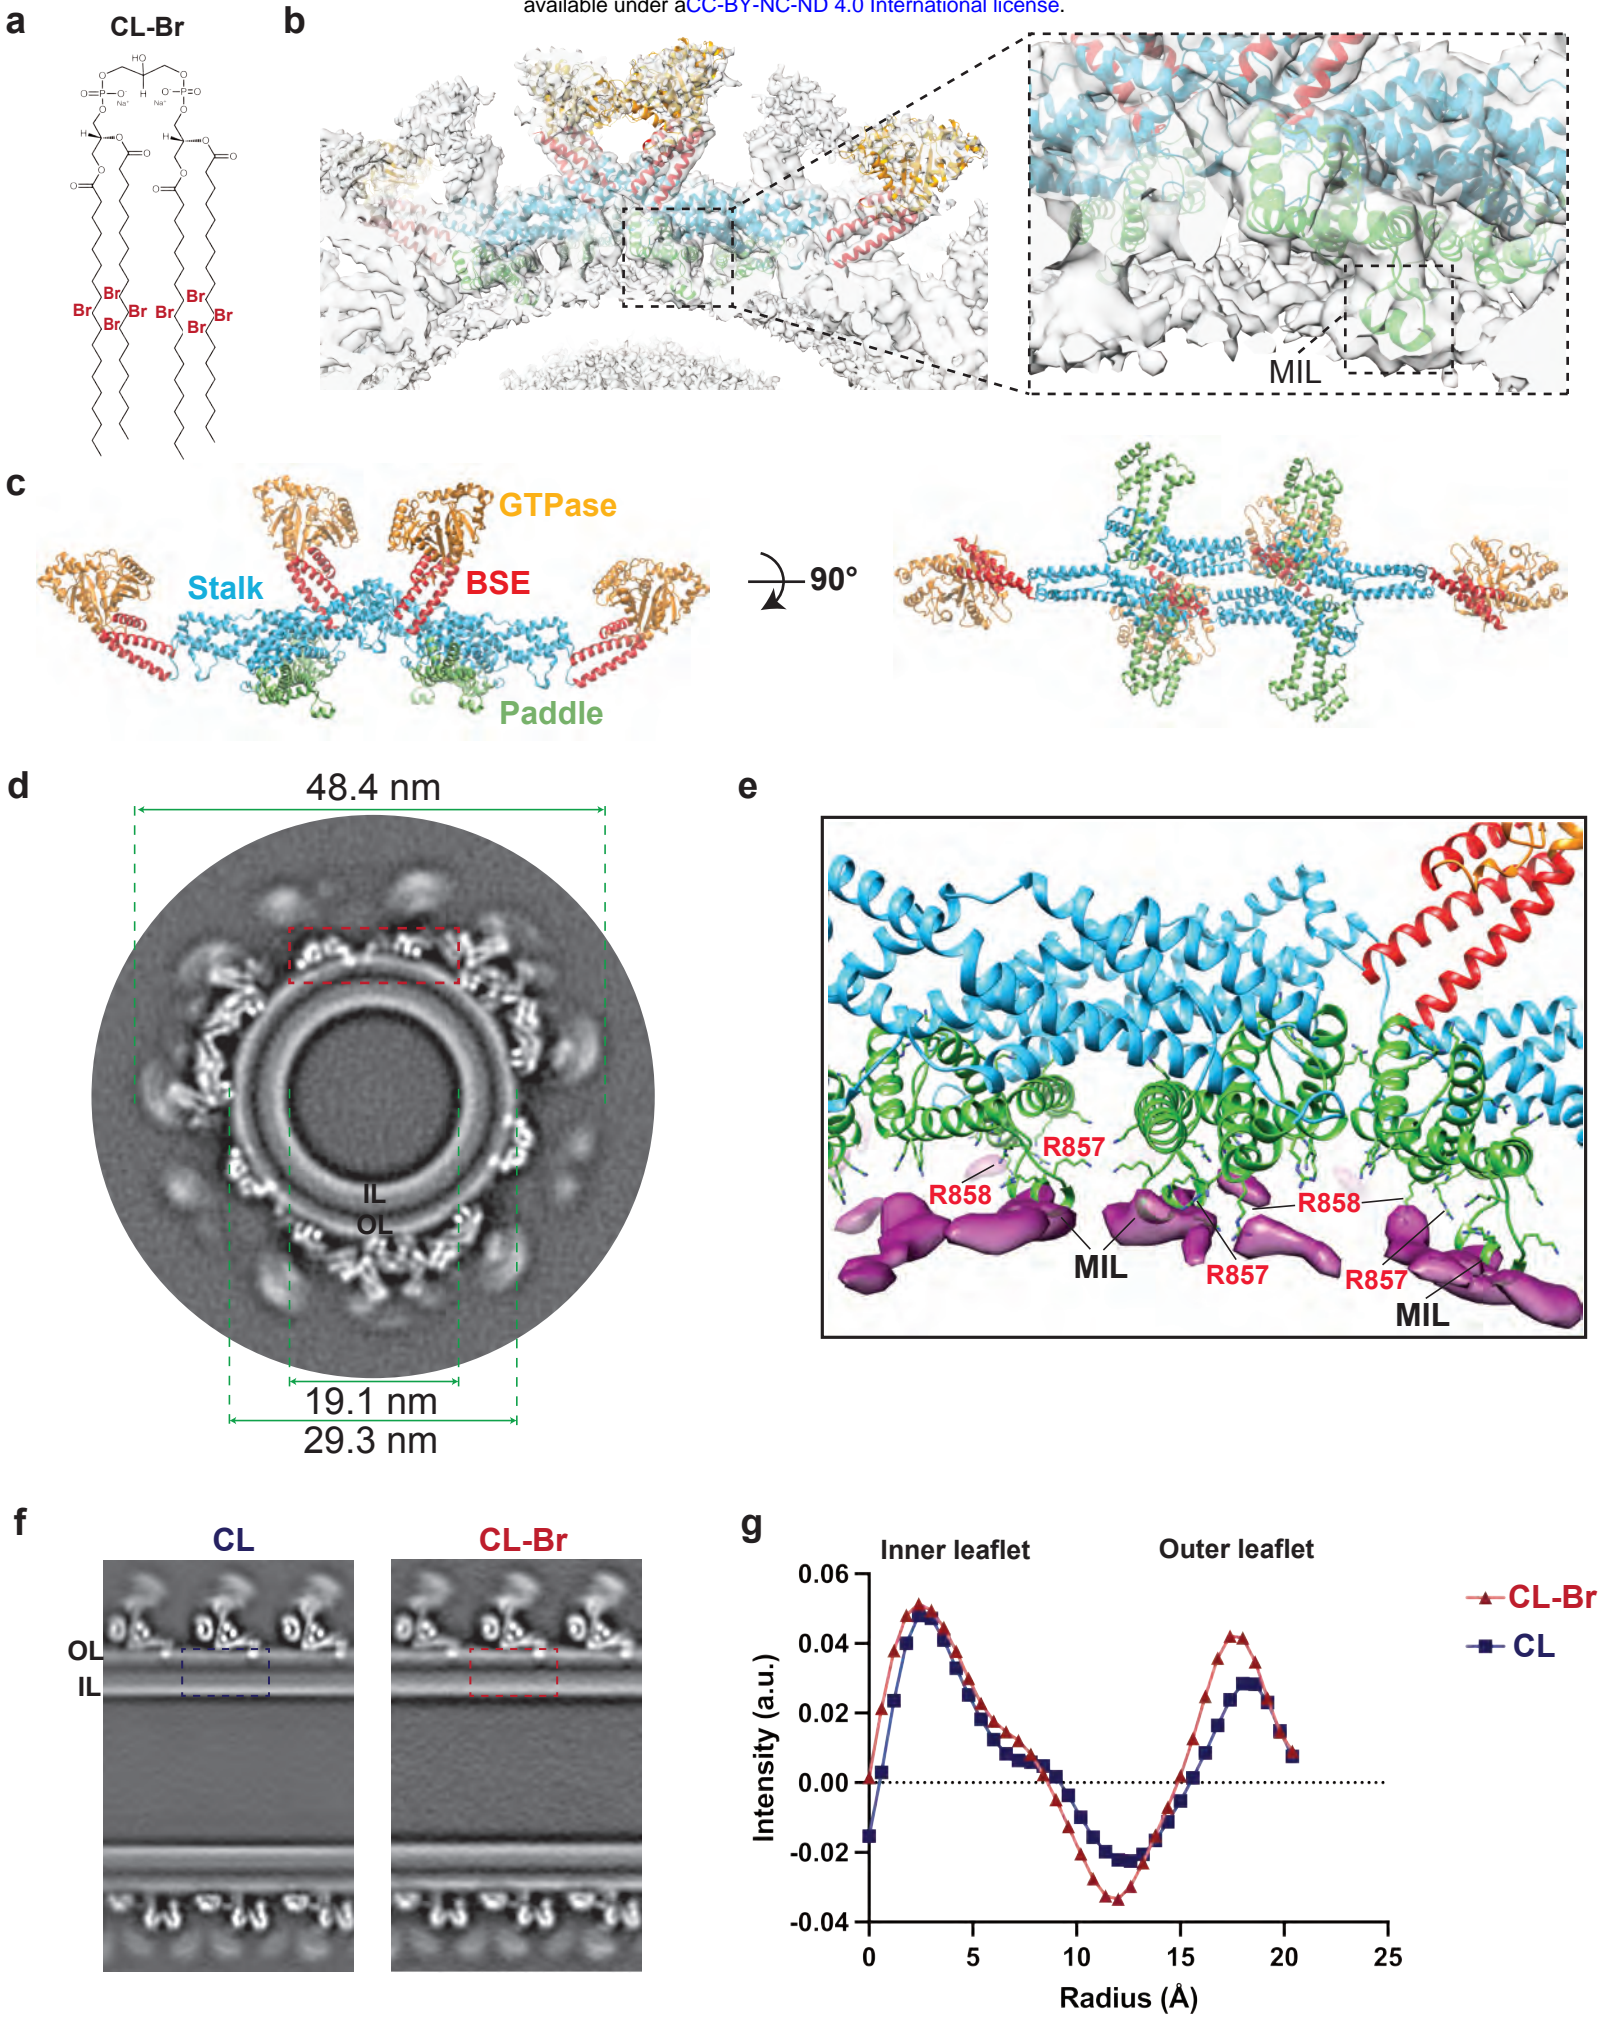 available under aCC-BY-NC-ND 4.0 International license.
a
CL-Br
HO
O
O
O=P-O-
O-P=O
Na+
H
Na+
O
O
H
O
O
H
O
O
O
O
O
O
Br
Br
Br
Br
Br
Br
Br
Br
b
MIL
c
GTPase
Stalk
BSE
Paddle
90°
d
48.4 nm
IL
OL
19.1 nm
29.3 nm
e
R857
R858
R858
MIL
R857
R857
MIL
f
CL
CL-Br
OL
IL
g
Inner leaflet
Outer leaflet
0.06
0.04
0.02
0.00
-0.02
-0.04
Intensity (a.u.)
0
5
10
15
20
25
Radius (Å)
CL-Br
CL